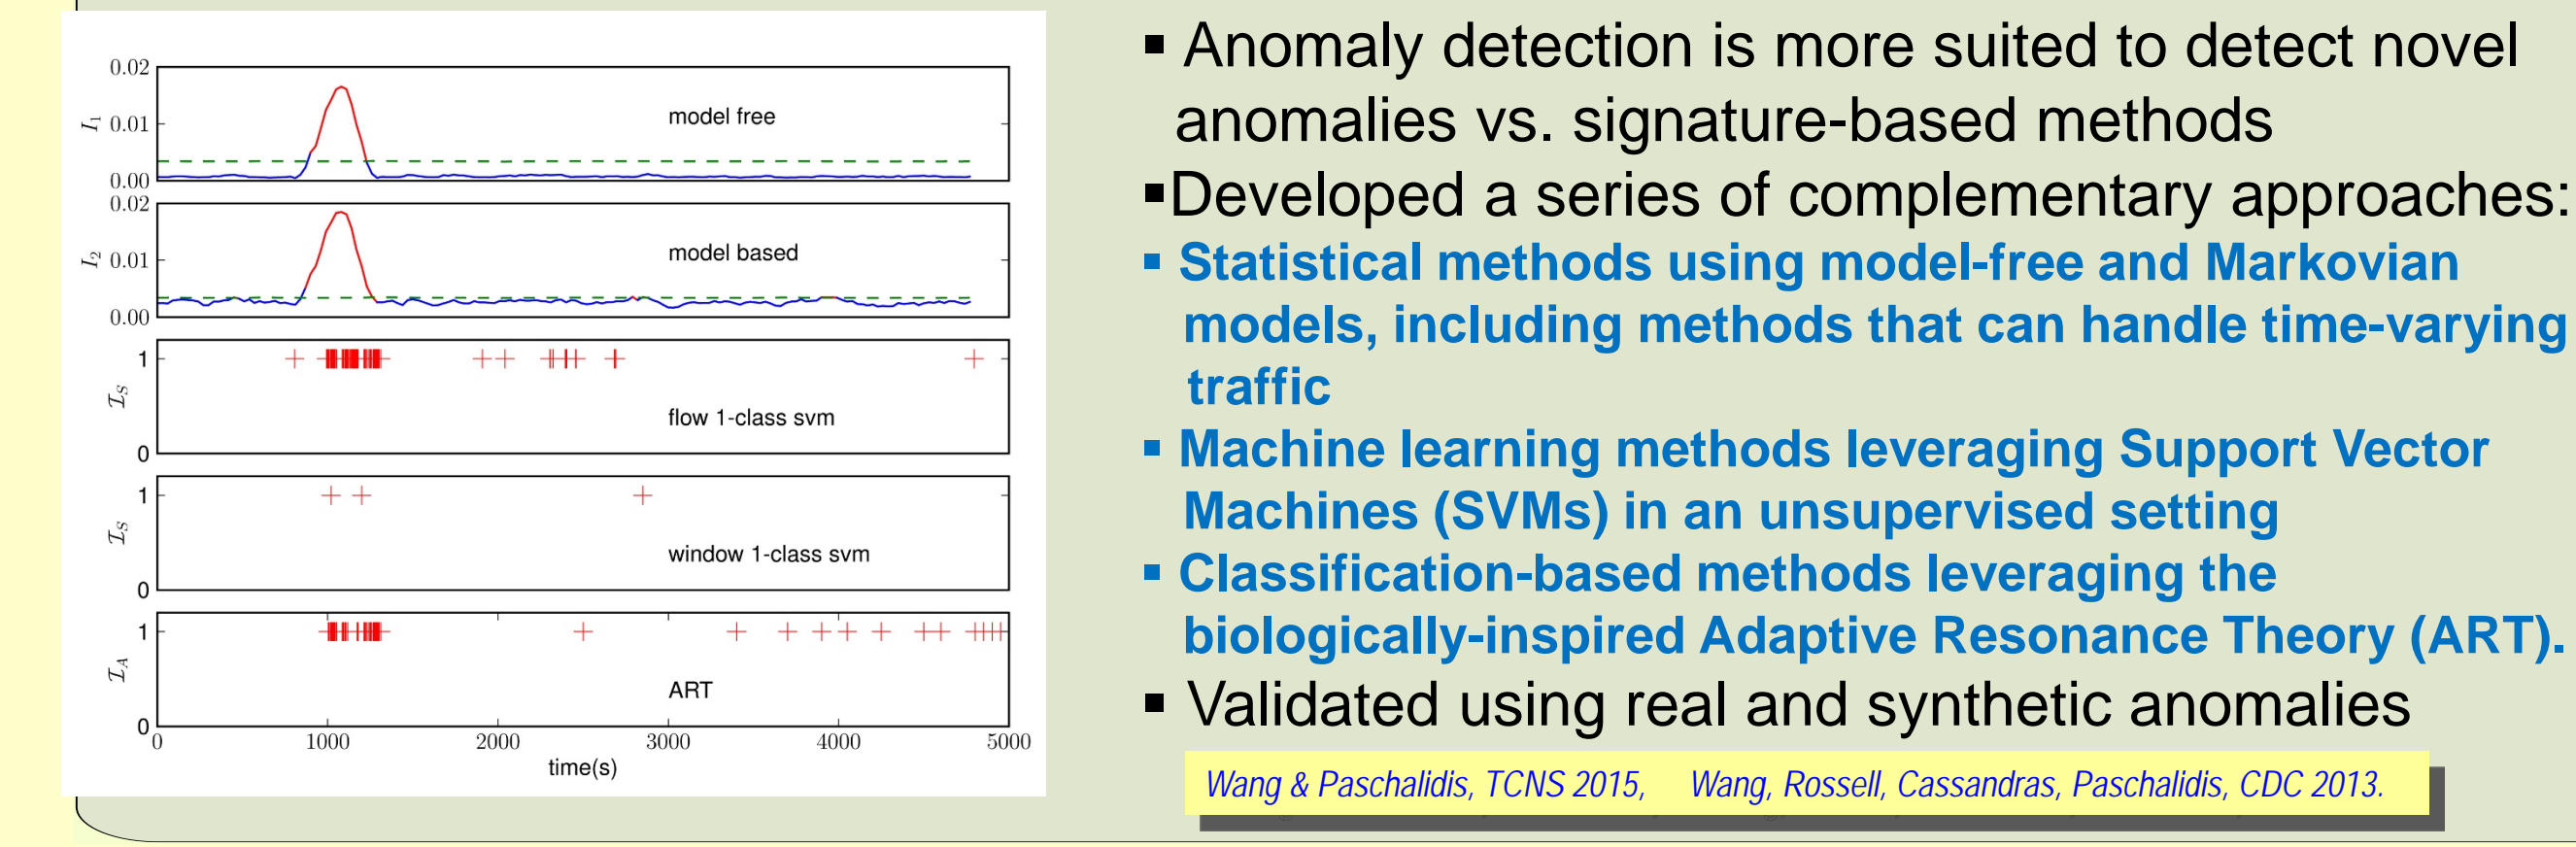 0.02
0.01
0.00
I1
model free
0.02
0.01
0.00
I2
model based
1
0
IS
flow 1-class svm
1
0
IS
window 1-class svm
1
0
IA
ART
0 1000 2000 3000 4000 5000
time(s)
▪ Anomaly detection is more suited to detect novel
anomalies vs. signature-based methods
▪Developed a series of complementary approaches:
▪ Statistical methods using model-free and Markovian
models, including methods that can handle time-varying
traffic
▪ Machine learning methods leveraging Support Vector
Machines (SVMs) in an unsupervised setting
▪ Classification-based methods leveraging the
biologically-inspired Adaptive Resonance Theory (ART).
▪ Validated using real and synthetic anomalies
Wang & Paschalidis, TCNS 2015, Wang, Rossell, Cassandras, Paschalidis, CDC 2013.